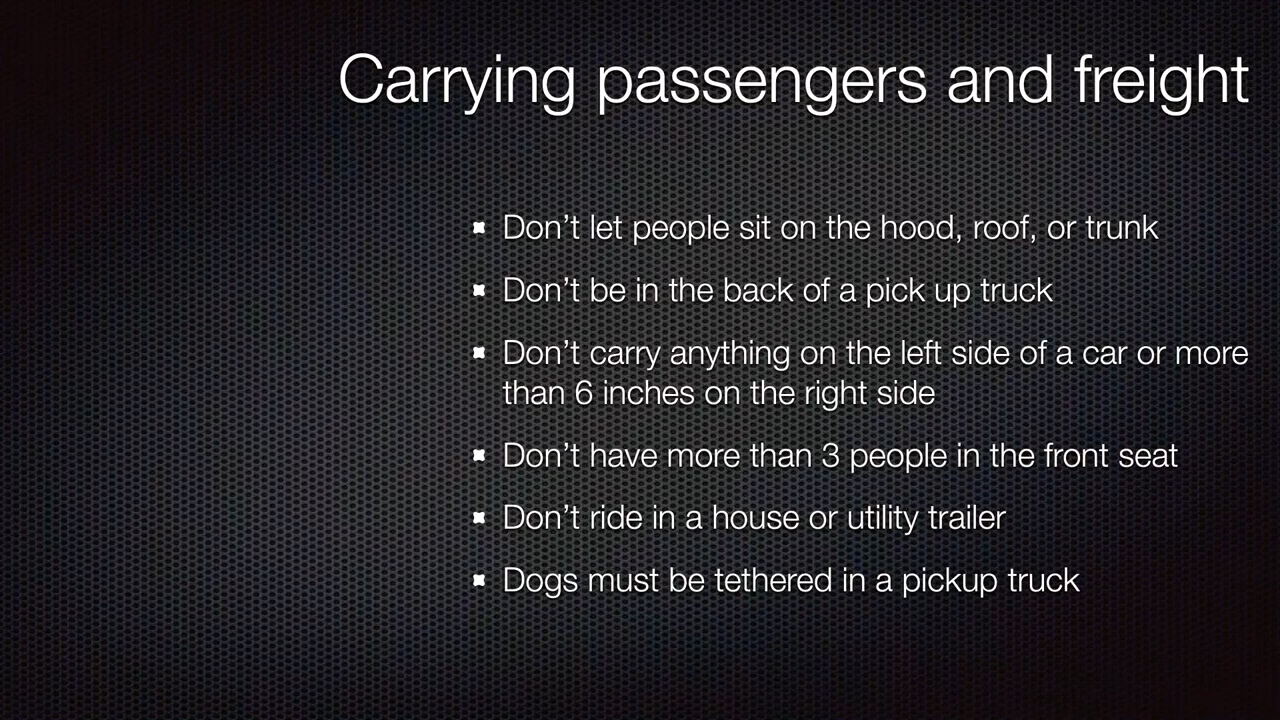 Carrying passengers and freight
Don’t let people sit on the hood, roof, or trunk
Don’t be in the back of a pick up truck
Don’t carry anything on the left side of a car or more
than 6 inches on the right side
Don’t have more than 3 people in the front seat
Don’t ride in a house or utility trailer
Dogs must be tethered in a pickup truck